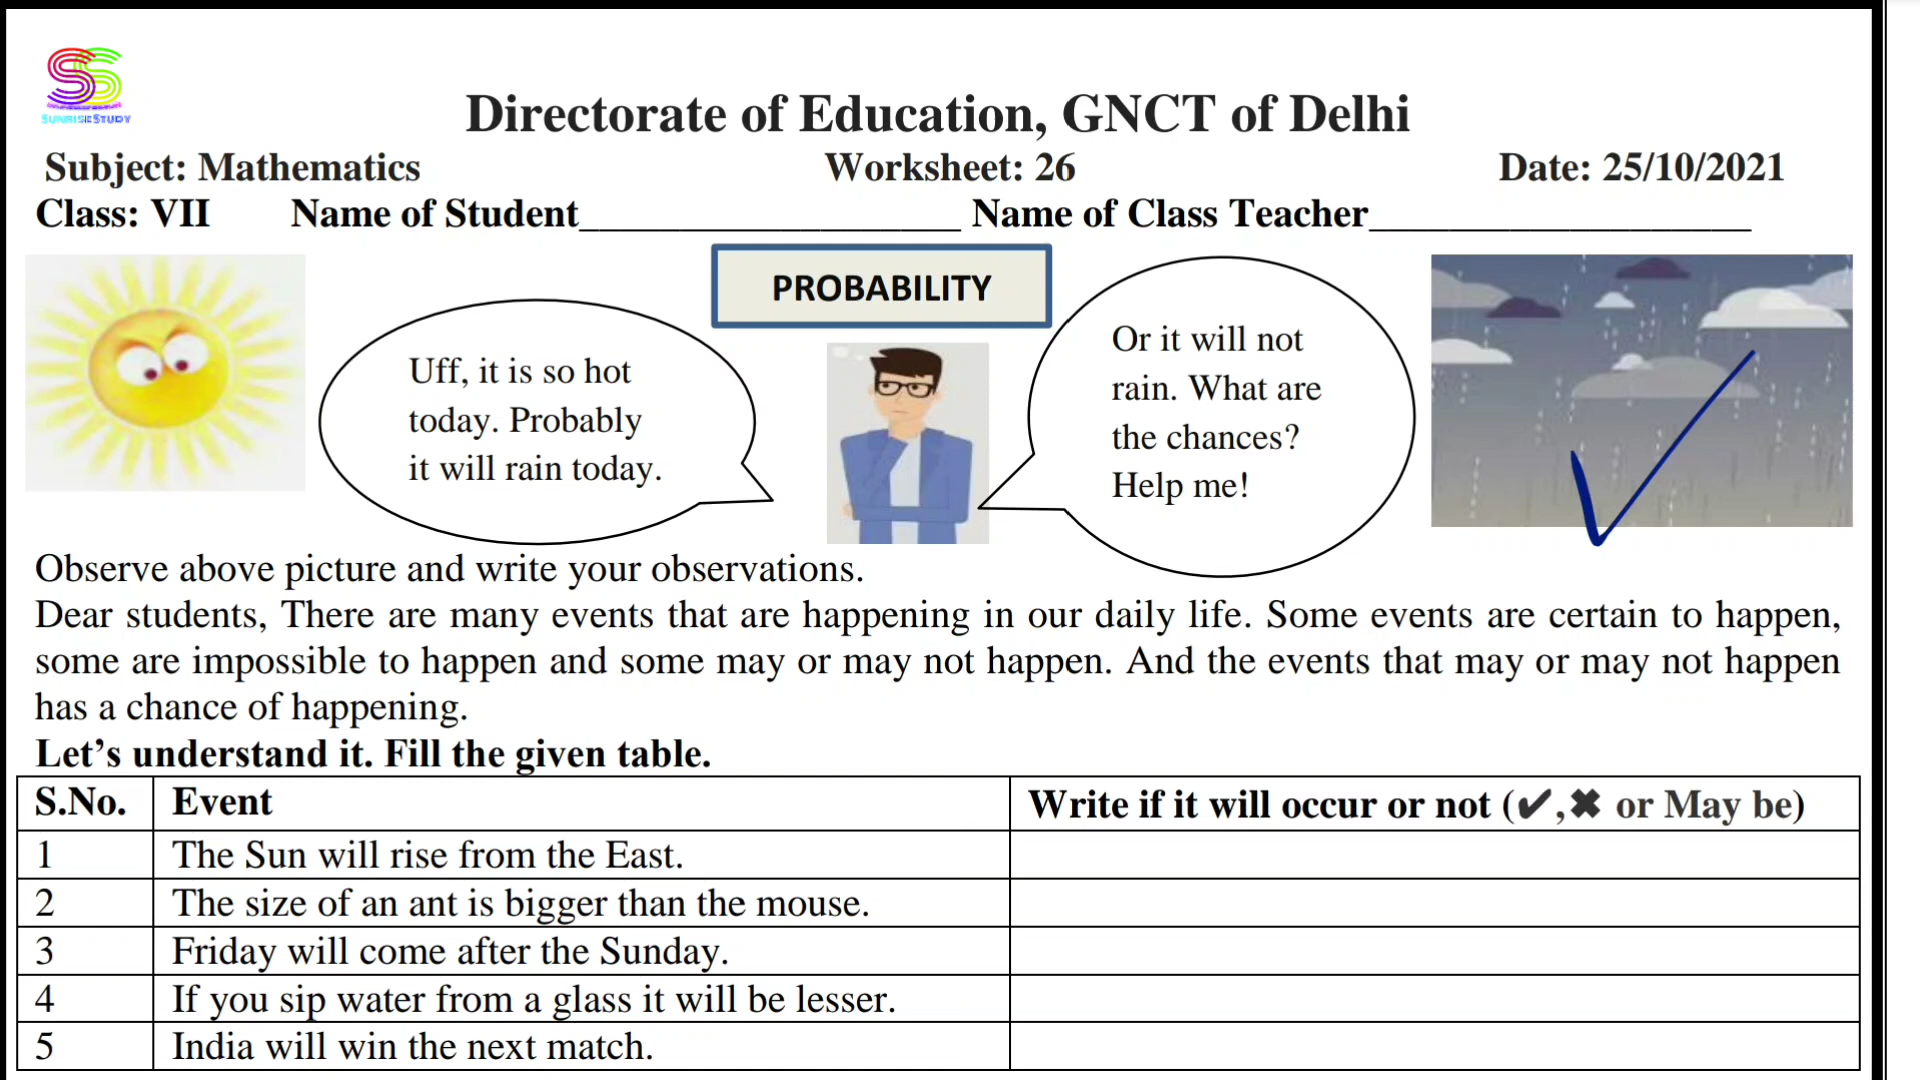 SUNRISE STUDY
Directorate of Education, GNCT of Delhi
Subject: Mathematics Worksheet: 26 Date: 25/10/2021
Class: VII Name of Student___________________ Name of Class Teacher___________________
PROBABILITY
Uff, it is so hot
today. Probably
it will rain today.
Or it will not
rain. What are
the chances?
Help me!
Observe above picture and write your observations.
Dear students, There are many events that are happening in our daily life. Some events are certain to happen,
some are impossible to happen and some may or may not happen. And the events that may or may not happen
has a chance of happening.
Let’s understand it. Fill the given table.
S.No. Event Write if it will occur or not (✔,✖ or May be)
1 The Sun will rise from the East.
2 The size of an ant is bigger than the mouse.
3 Friday will come after the Sunday.
4 If you sip water from a glass it will be lesser.
5 India will win the next match.